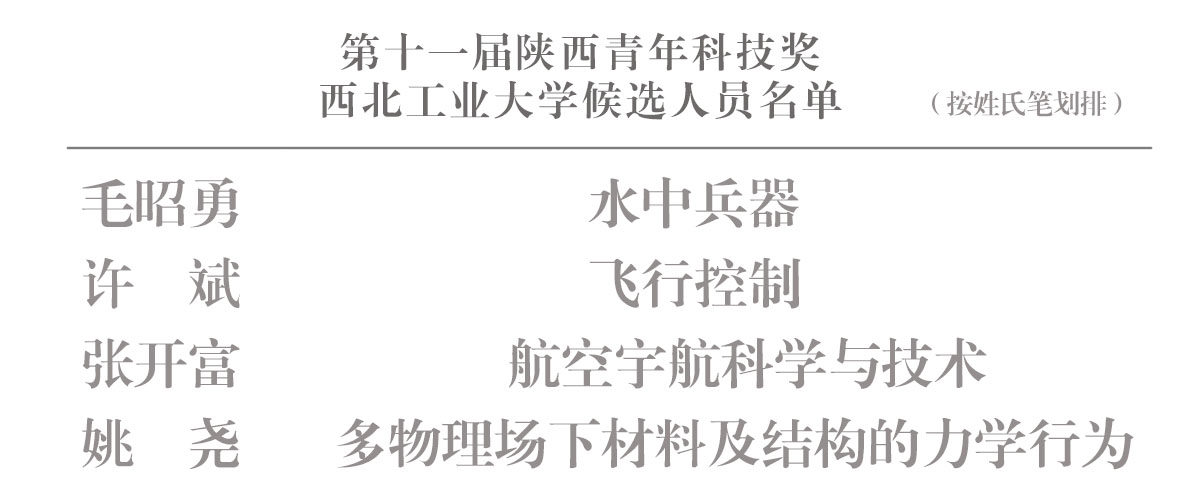 第十一届陕西青年科技奖
西北工业大学候选人员名单 （按姓氏笔划排）
毛昭勇 水中兵器
许 斌 飞行控制
张开富 航空宇航科学与技术
姚 尧 多物理场下材料及结构的力学行为